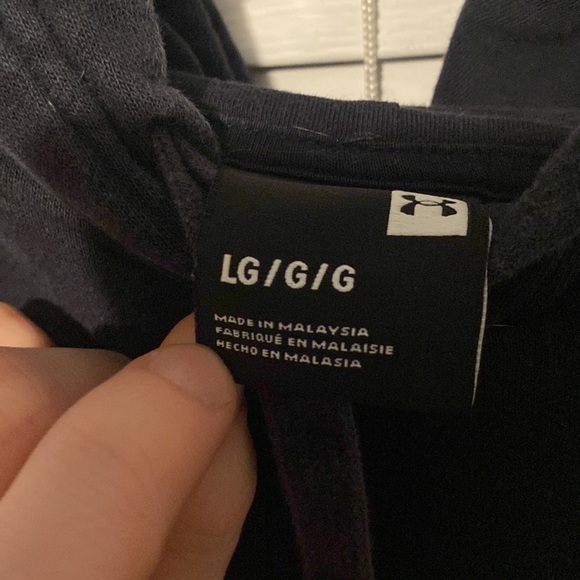 LG/G/G
MADE IN MALAYSIA
FABRIQUÉ EN MALAISIE
HECHO EN MALASIA